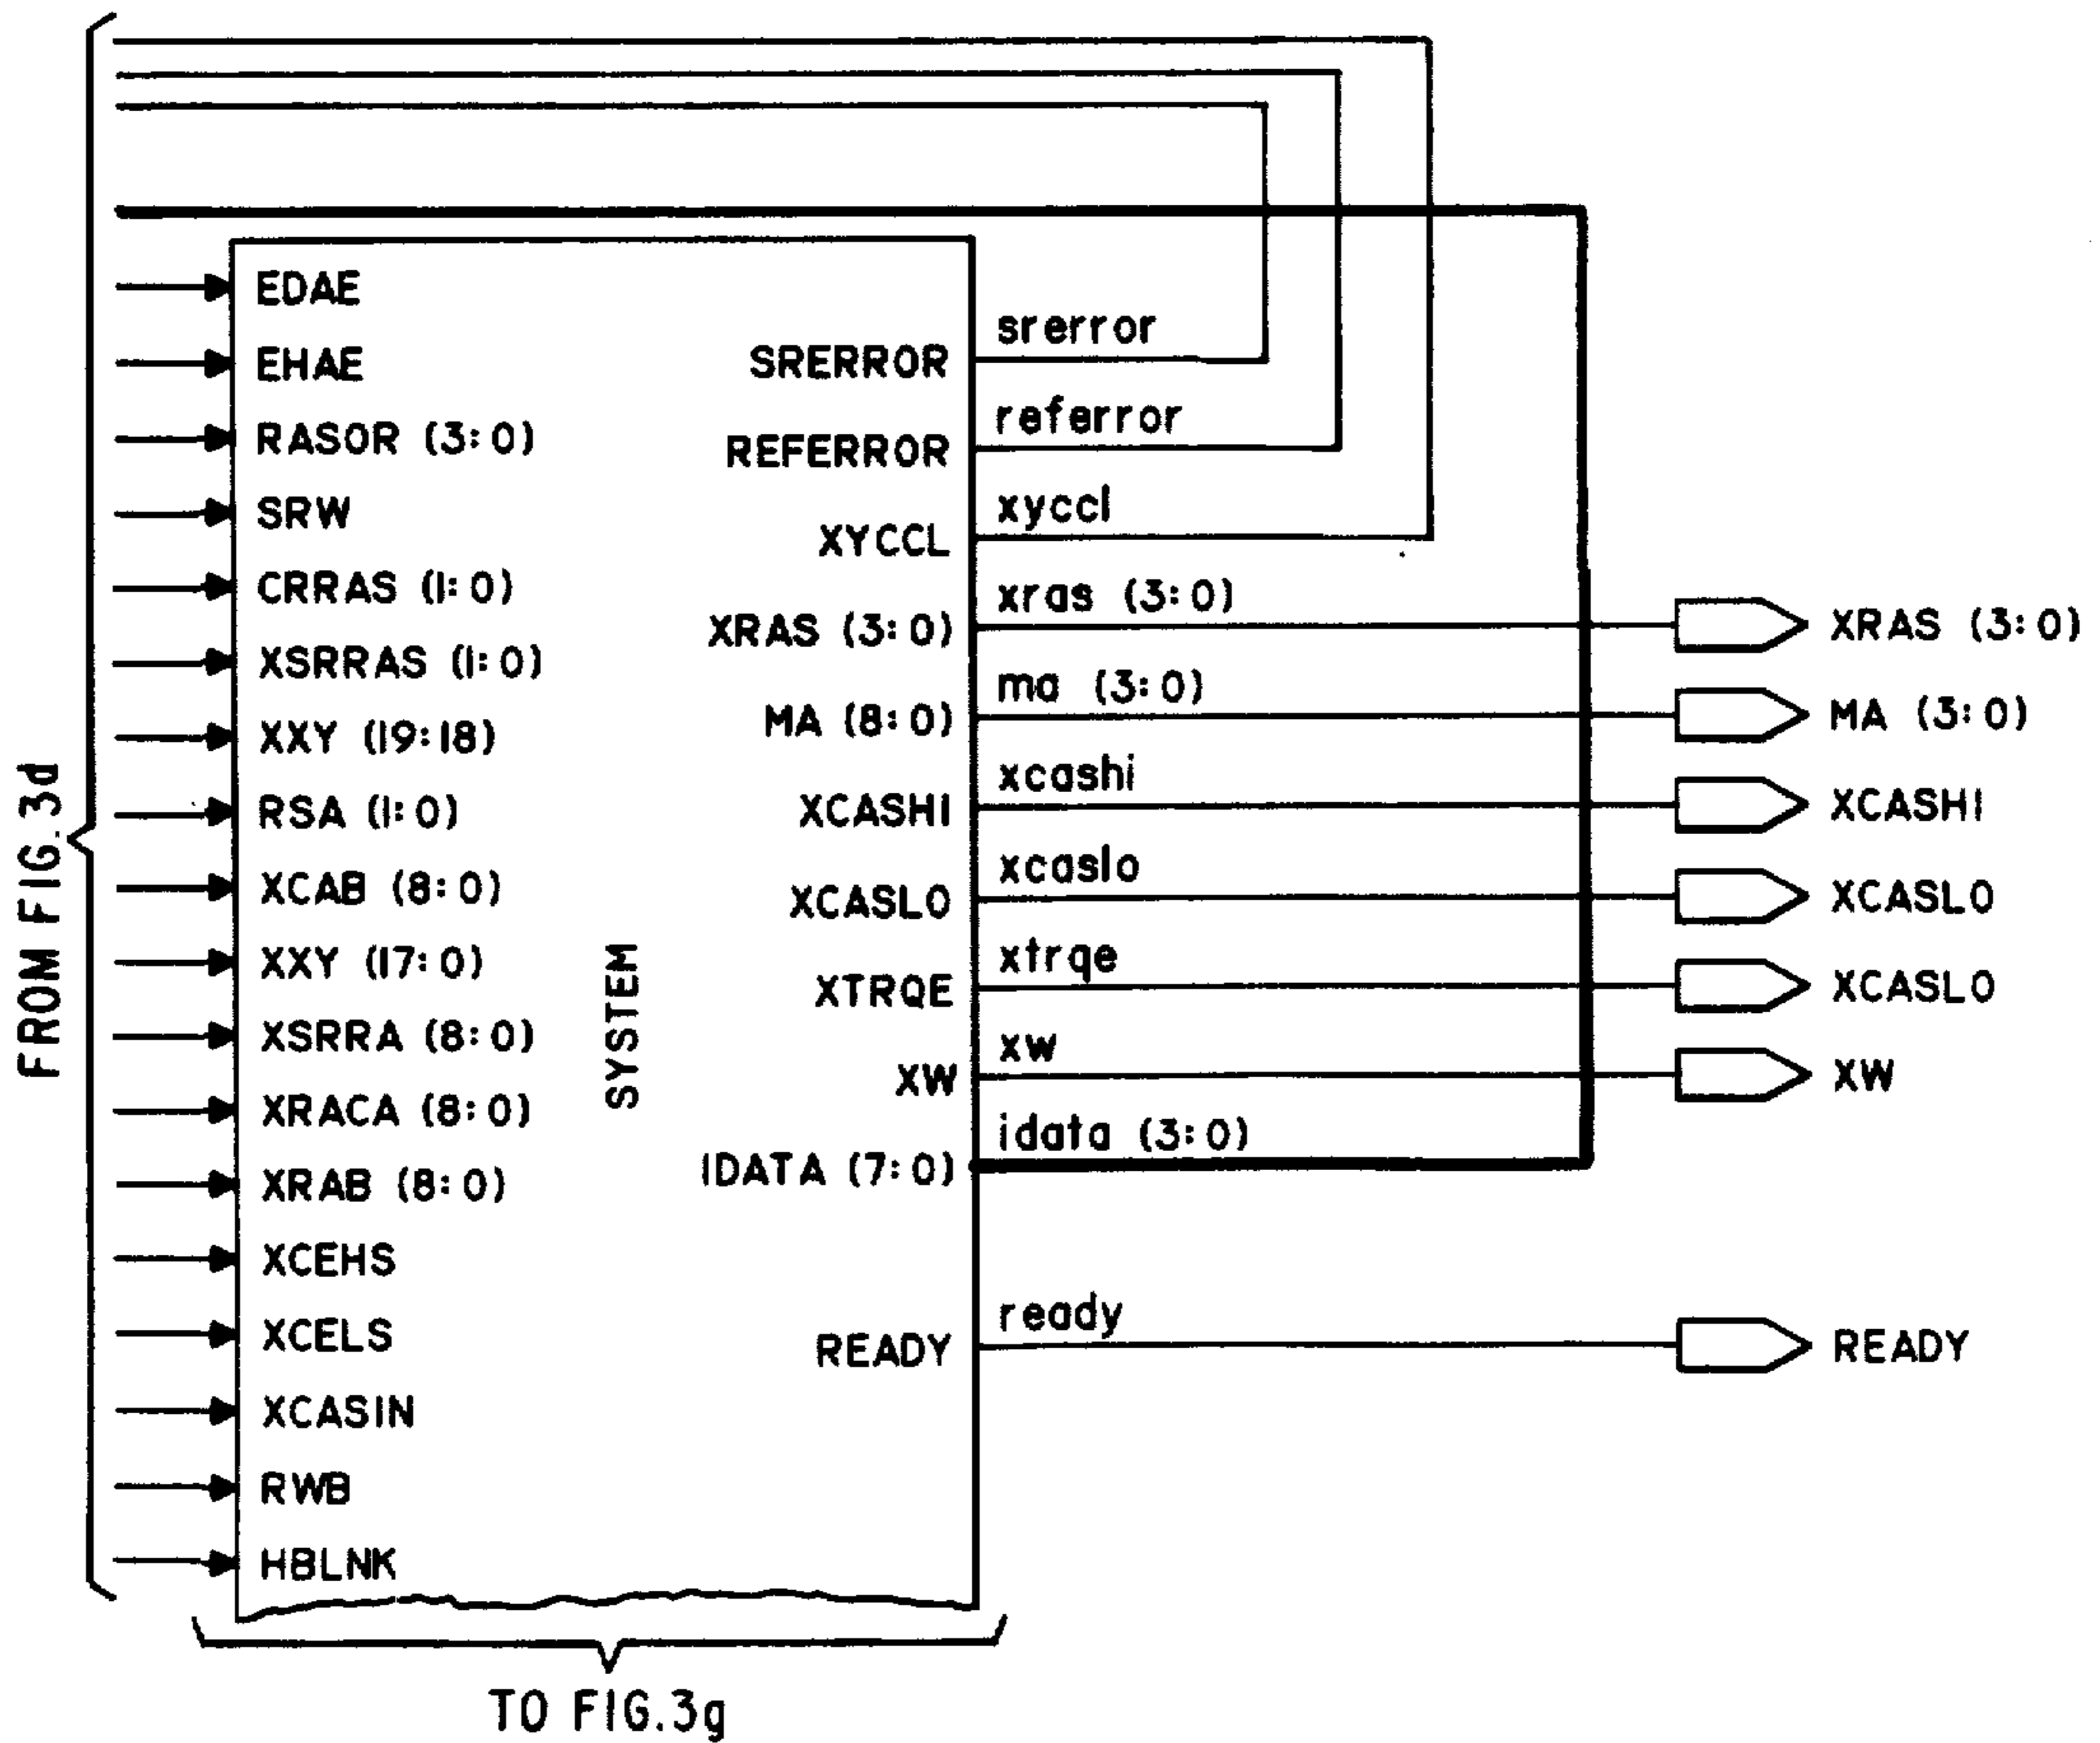 FROM FIG.3d
EDAE
EHAE
RASOR (3:0)
SRW
CRRAS (1:0)
XSRRAS (1:0)
XXY (19:18)
RSA (1:0)
XCAB (8:0)
XXY (17:0)
XSRRA (8:0)
XRACA (8:0)
XRAB (8:0)
XCEHS
XCELS
XCASIN
RWB
HBLNK
SYSTEM
SRERROR
REFERROR
XYCCL
XRAS (3:0)
MA (8:0)
XCASHI
XCASLO
XTRQE
XW
IDATA (7:0)
READY
srerror
referror
xyccl
xras (3:0)
ma (3:0)
xcashi
xcaslo
xtrqe
xw
idata (3:0)
ready
XRAS (3:0)
MA (3:0)
XCASHI
XCASLO
XCASLO
XW
READY
TO FIG.3g